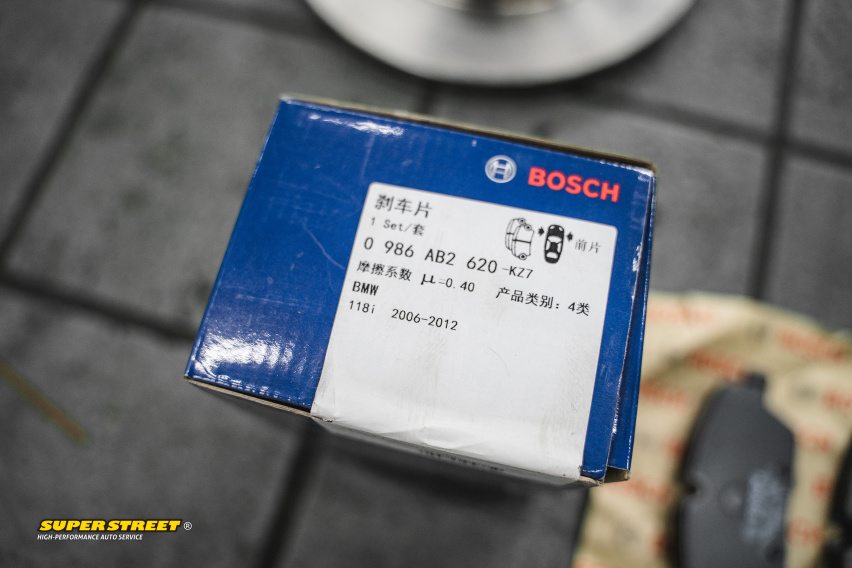 BOSCH
刹车片
1 Set/套
0 986 AB2 620-KZ7
前片
摩擦系数 μ=0.40 产品类别: 4类
BMW
118i 2006-2012
SUPER STREET ®
HIGH-PERFORMANCE AUTO SERVICE